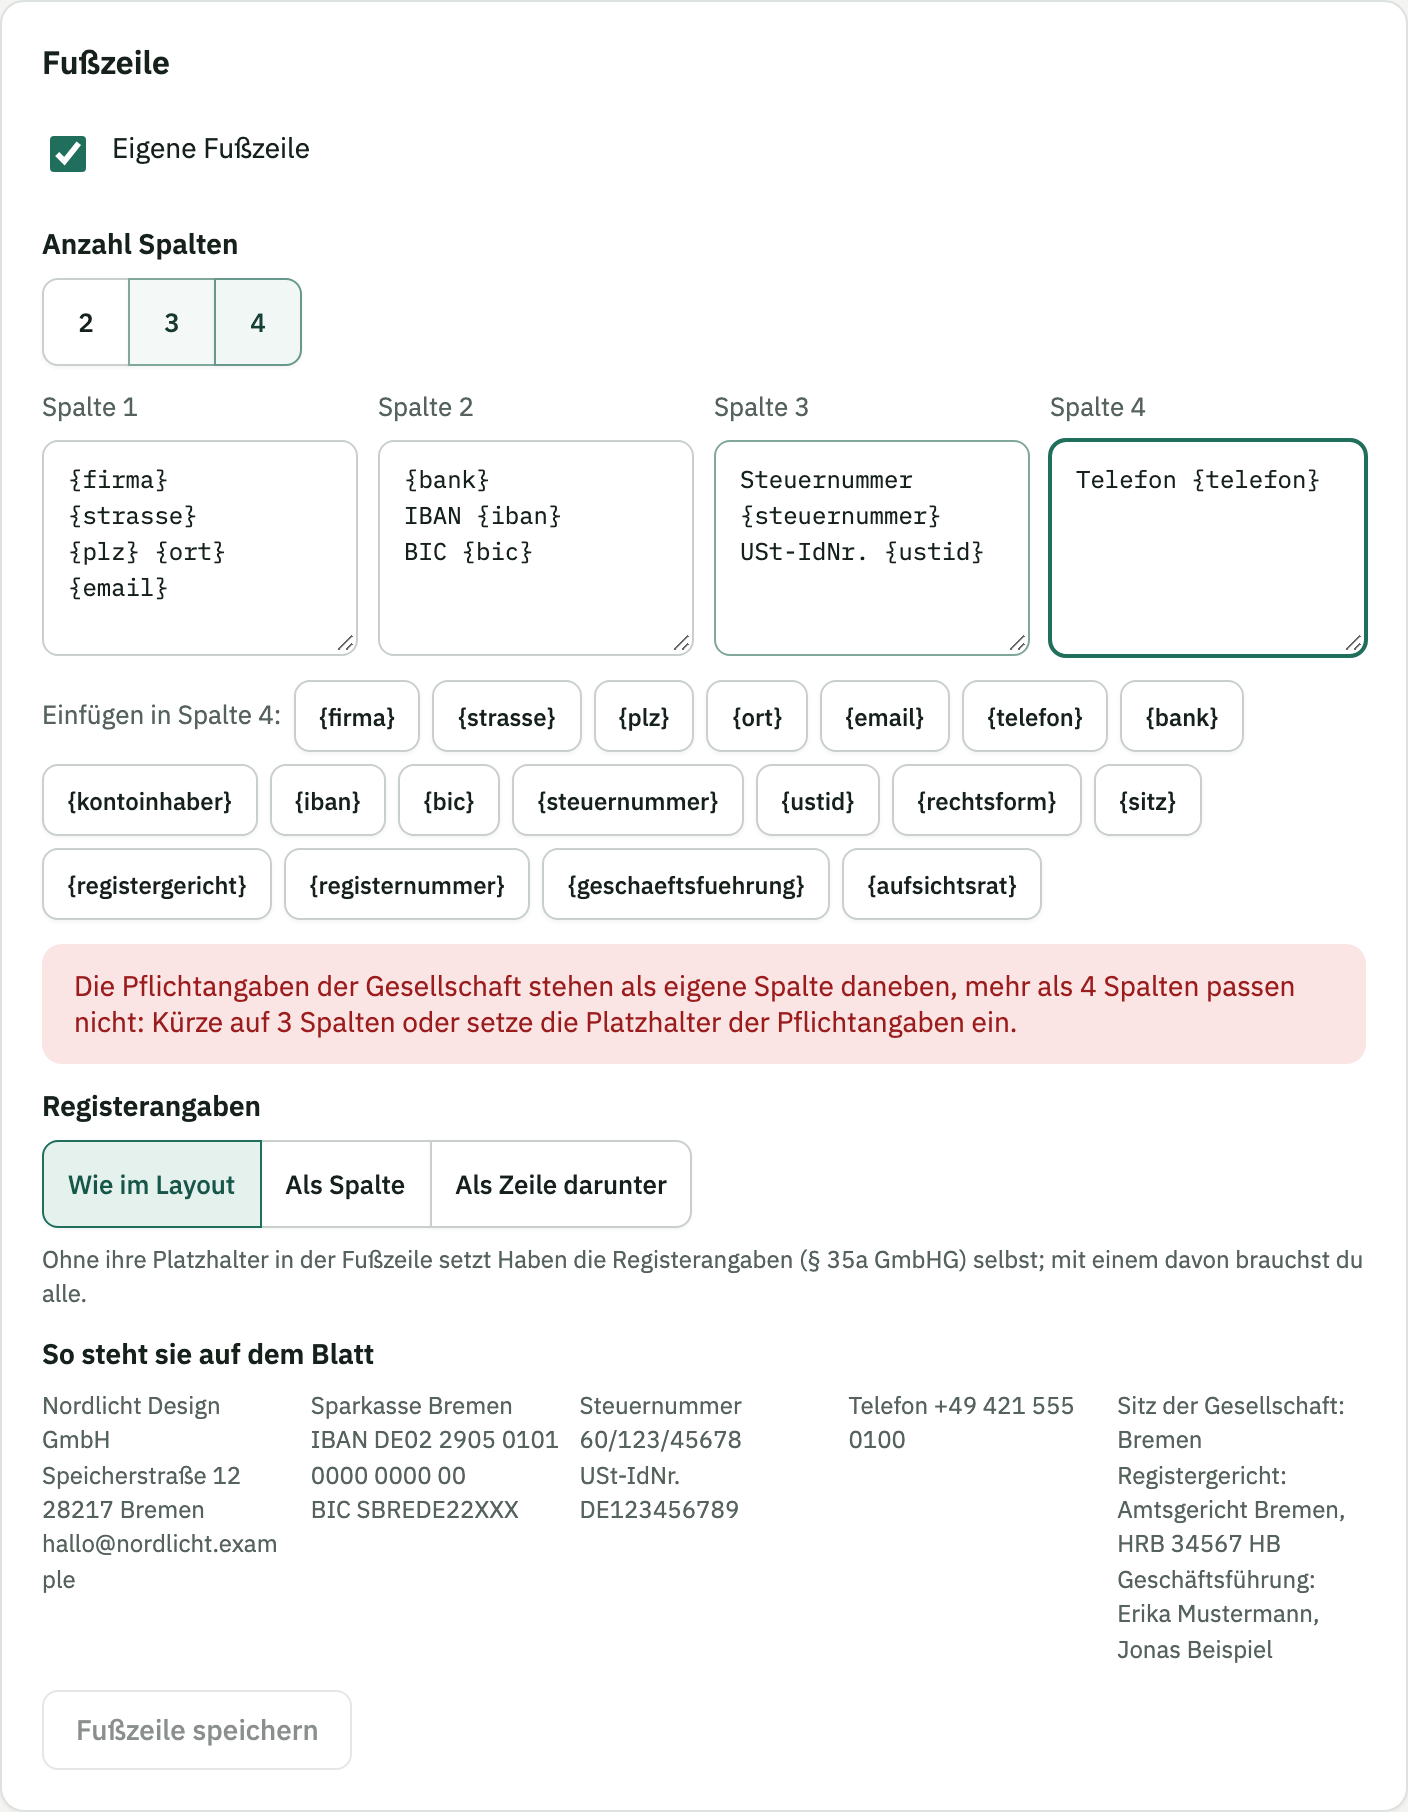 Fußzeile
Eigene Fußzeile
Anzahl Spalten
2 3 4
Spalte 1 Spalte 2 Spalte 3 Spalte 4
{firma}
{strasse}
{plz} {ort}
{email}
{bank}
IBAN {iban}
BIC {bic}
Steuernummer
{steuernummer}
USt-IdNr. {ustid}
Telefon {telefon}
Einfügen in Spalte 4: {firma} {strasse} {plz} {ort} {email} {telefon} {bank}
{kontoinhaber} {iban} {bic} {steuernummer} {ustid} {rechtsform} {sitz}
{registergericht} {registernummer} {geschaeftsfuehrung} {aufsichtsrat}
Die Pflichtangaben der Gesellschaft stehen als eigene Spalte daneben, mehr als 4 Spalten passen
nicht: Kürze auf 3 Spalten oder setze die Platzhalter der Pflichtangaben ein.
Registerangaben
Wie im Layout Als Spalte Als Zeile darunter
Ohne ihre Platzhalter in der Fußzeile setzt Haben die Registerangaben (§ 35a GmbHG) selbst; mit einem davon brauchst du
alle.
So steht sie auf dem Blatt
Nordlicht Design
GmbH
Speicherstraße 12
28217 Bremen
hallo@nordlicht.exam
ple
Sparkasse Bremen
IBAN DE02 2905 0101
0000 0000 00
BIC SBREDE22XXX
Steuernummer
60/123/45678
USt-IdNr.
DE123456789
Telefon +49 421 555
0100
Sitz der Gesellschaft:
Bremen
Registergericht:
Amtsgericht Bremen,
HRB 34567 HB
Geschäftsführung:
Erika Mustermann,
Jonas Beispiel
Fußzeile speichern